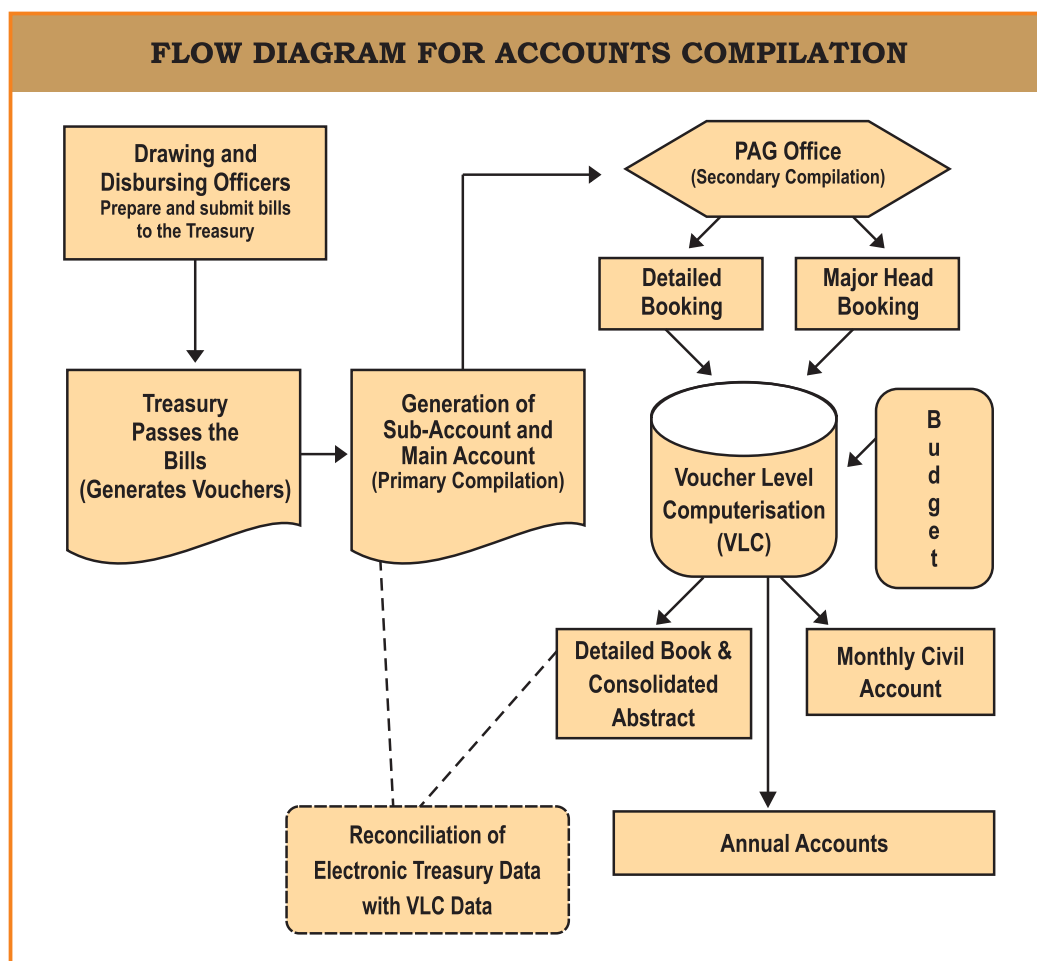 FLOW DIAGRAM FOR ACCOUNTS COMPILATION
Drawing and
Disbursing Officers
Prepare and submit bills
to the Treasury
PAG Office
(Secondary Compilation)
Detailed
Booking
Major Head
Booking
Treasury
Passes the
Bills
(Generates Vouchers)
Generation of
Sub-Account and
Main Account
(Primary Compilation)
Voucher Level
Computerisation
(VLC)
B
u
d
g
e
t
Detailed Book &
Consolidated
Abstract
Monthly Civil
Account
Reconciliation of
Electronic Treasury Data
with VLC Data
Annual Accounts